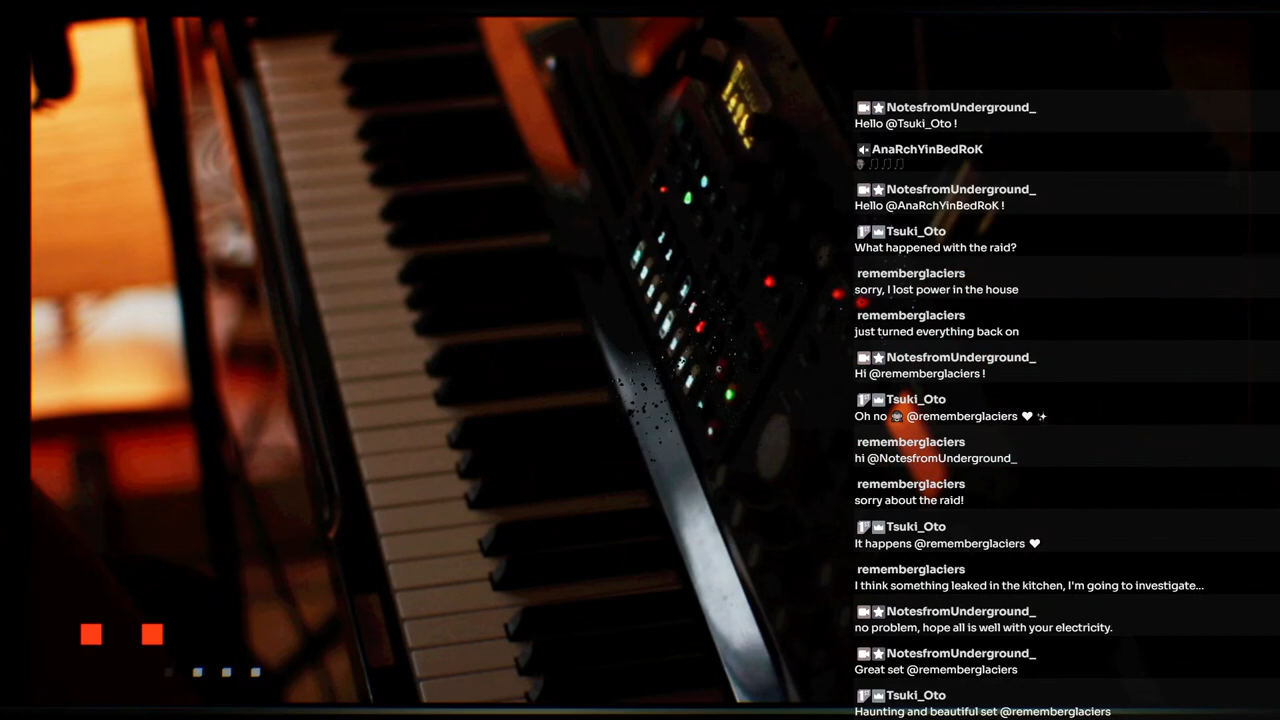 NotesfromUnderground_
Hello @Tsuki_Oto !
AnaRchYinBedRoK
NotesfromUnderground_
Hello @AnaRchYinBedRoK !
Tsuki_Oto
What happened with the raid?
rememberglaciers
sorry, I lost power in the house
rememberglaciers
just turned everything back on
NotesfromUnderground_
Hi @rememberglaciers !
Tsuki_Oto
Oh no @rememberglaciers
rememberglaciers
hi @NotesfromUnderground_
rememberglaciers
sorry about the raid!
Tsuki_Oto
It happens @rememberglaciers
rememberglaciers
I think something leaked in the kitchen, I'm going to investigate...
NotesfromUnderground_
no problem, hope all is well with your electricity.
NotesfromUnderground_
Great set @rememberglaciers
Tsuki_Oto
Haunting and beautiful set @rememberglaciers